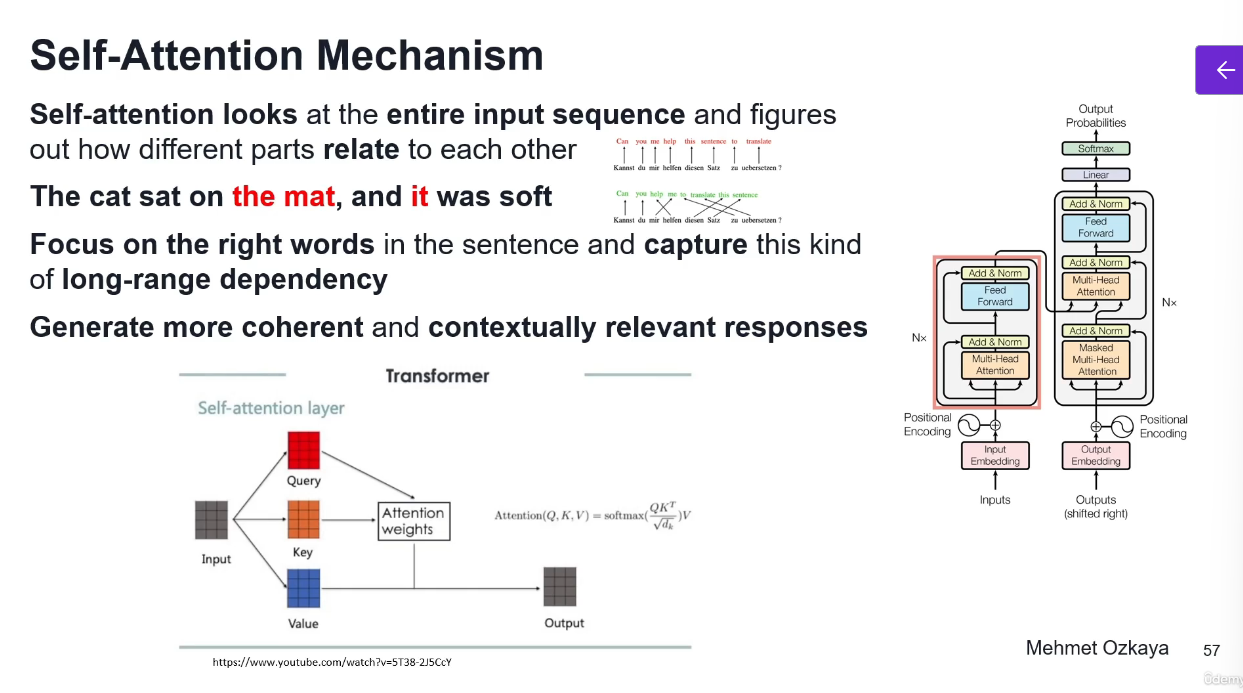 Self-Attention Mechanism
Self-attention looks at the entire input sequence and figures
out how different parts relate to each other
Can you me help this sentence to translate
Kannst du mir helfen diesen Satz zu uebersetzen ?
The cat sat on the mat, and it was soft
Can you help me to translate this sentence
Kannst du mir helfen diesen Satz zu uebersetzen ?
Focus on the right words in the sentence and capture this kind
of long-range dependency
Generate more coherent and contextually relevant responses
Transformer
Self-attention layer
Query
Attention
weights
Attention(Q, K, V) = softmax(QK^T/√d_k)V
Input
Key
Value
Output
https://www.youtube.com/watch?v=5T38-2J5CcY
Output
Probabilities
Softmax
Linear
Add & Norm
Feed
Forward
Add & Norm
Multi-Head
Attention
Nx
Add & Norm
Masked
Multi-Head
Attention
Add & Norm
Feed
Forward
Nx
Add & Norm
Multi-Head
Attention
Positional
Encoding
Positional
Encoding
Input
Embedding
Output
Embedding
Inputs
Outputs
(shifted right)
Mehmet Ozkaya
57
ûdemy